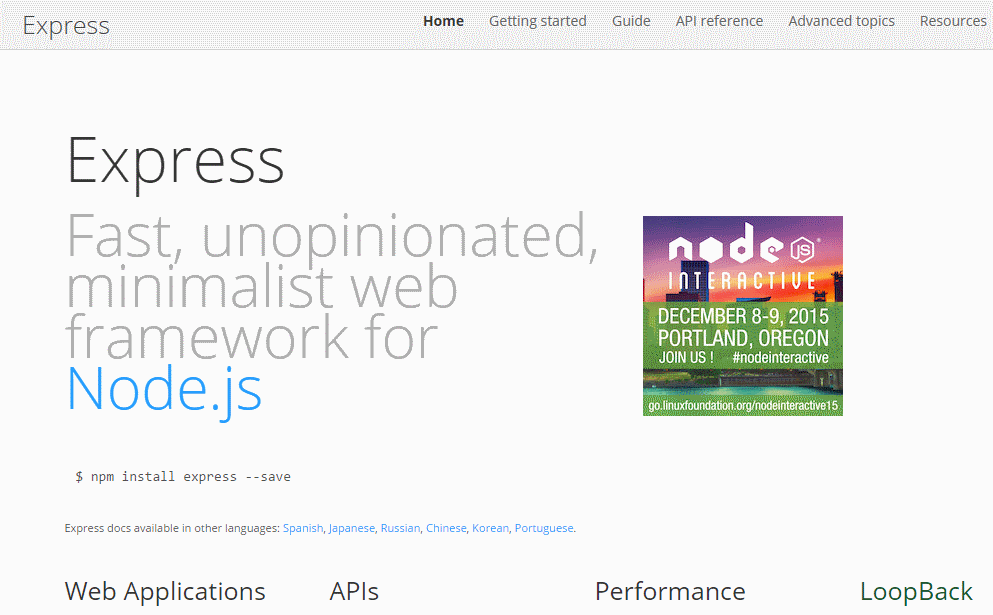 Express
Home Getting started Guide API reference Advanced topics Resources
Express
Fast, unopinionated,
minimalist web
framework for
Node.js
node JS
INTERACTIVE
DECEMBER 8-9, 2015
PORTLAND, OREGON
JOIN US ! #nodeinteractive
go.linuxfoundation.org/nodeinteractive15
$ npm install express --save
Express docs available in other languages: Spanish, Japanese, Russian, Chinese, Korean, Portuguese.
Web Applications APIs Performance LoopBack